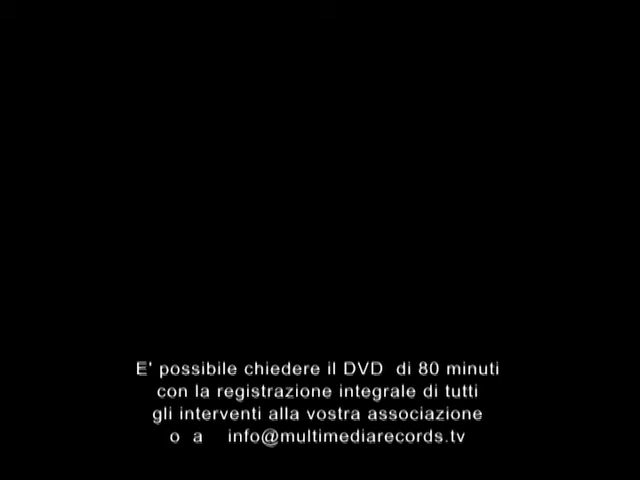 E' possibile chiedere il DVD di 80 minuti
con la registrazione integrale di tutti
gli interventi alla vostra associazione
o a info@multimediarecords.tv